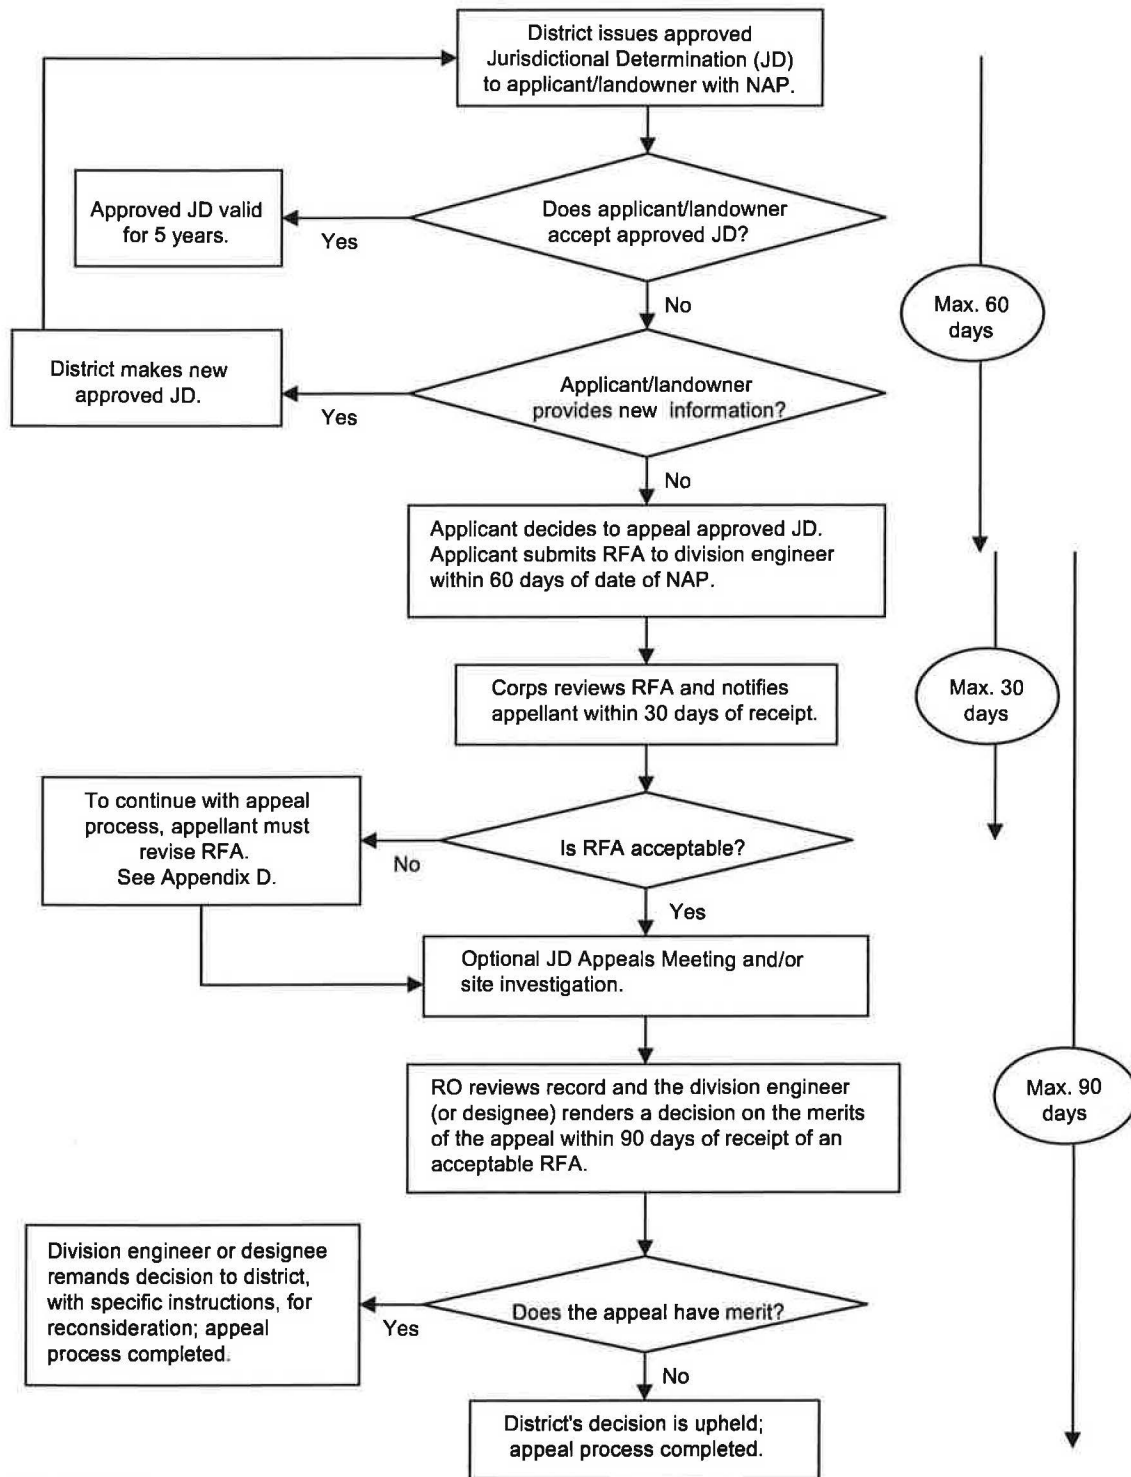 District issues approved
Jurisdictional Determination (JD)
to applicant/landowner with NAP.
Does applicant/landowner
accept approved JD?
Yes
Approved JD valid
for 5 years.
No
Max. 60
days
Applicant/landowner
provides new information?
Yes
District makes new
approved JD.
No
Applicant decides to appeal approved JD.
Applicant submits RFA to division engineer
within 60 days of date of NAP.
Corps reviews RFA and notifies
appellant within 30 days of receipt.
Max. 30
days
Is RFA acceptable?
No
To continue with appeal
process, appellant must
revise RFA.
See Appendix D.
Yes
Optional JD Appeals Meeting and/or
site investigation.
RO reviews record and the division engineer
(or designee) renders a decision on the merits
of the appeal within 90 days of receipt of an
acceptable RFA.
Max. 90
days
Does the appeal have merit?
Yes
Division engineer or designee
remands decision to district,
with specific instructions, for
reconsideration; appeal
process completed.
No
District's decision is upheld;
appeal process completed.